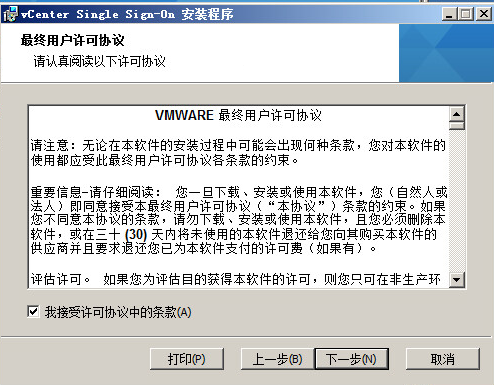 vCenter Single Sign-On 安装程序
最终用户许可协议
请认真阅读以下许可协议
VMWARE 最终用户许可协议
请注意：无论在本软件的安装过程中可能会出现何种条款，您对本软件的
使用都应受此最终用户许可协议各条款的约束。
重要信息-请仔细阅读： 您一旦下载、安装或使用本软件，您（自然人或
法人）即同意接受本最终用户许可协议（“本协议”）条款的约束。如果
您不同意本协议的条款，请勿下载、安装或使用本软件，且您必须删除本
软件，或在三十 (30) 天内将未使用的本软件退还给您向其购买本软件的
供应商并且要求退还您已为本软件支付的许可费（如果有）。
评估许可。 如果您为评估目的获得本软件的许可，则您只可在非生产环
我接受许可协议中的条款(A)
打印(P)
上一步(B)
下一步(N)
取消